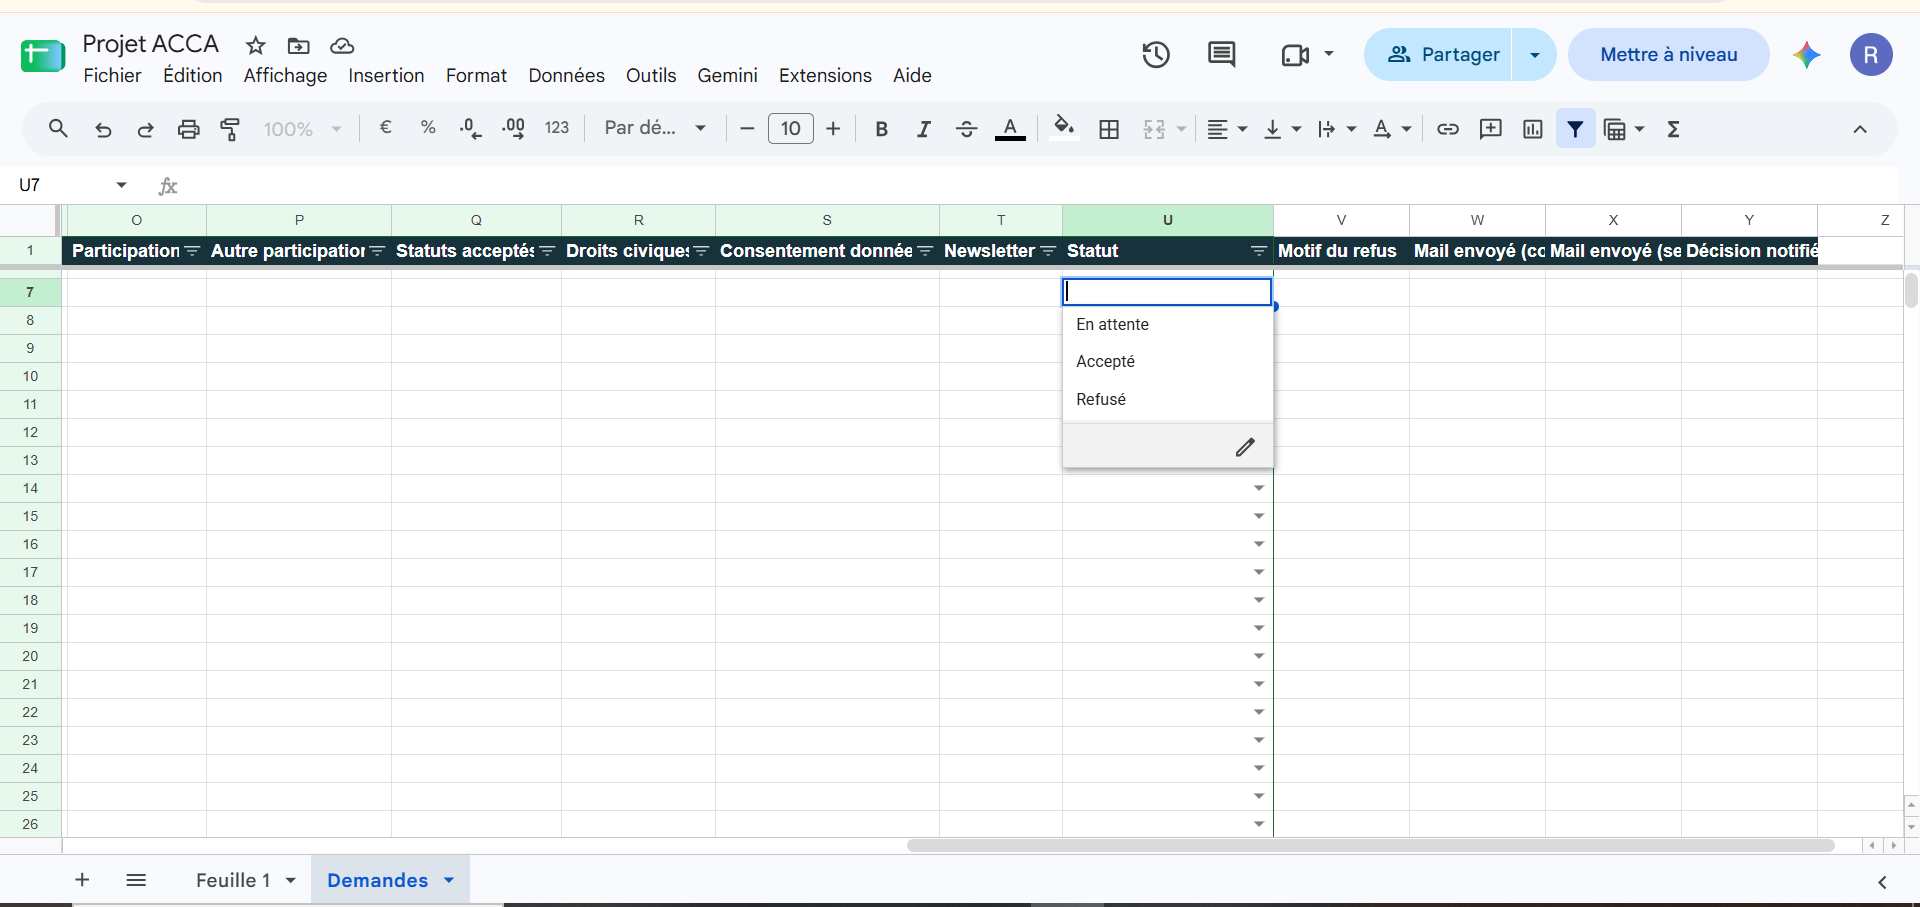 Projet ACCA
Fichier Édition Affichage Insertion Format Données Outils Gemini Extensions Aide
Partager
Mettre à niveau
R
100% € % .0 .00 123 Par dé... 10 B I A A Σ
U7
fx
O P Q R S T U V W X Y Z
1 Participation Autre participation Statuts acceptés Droits civiques Consentement donnée Newsletter Statut Motif du refus Mail envoyé (cc Mail envoyé (se Décision notifié
7
8 En attente
9 Accepté
10 Refusé
11
12
13
14
15
16
17
18
19
20
21
22
23
24
25
26
Feuille 1 Demandes